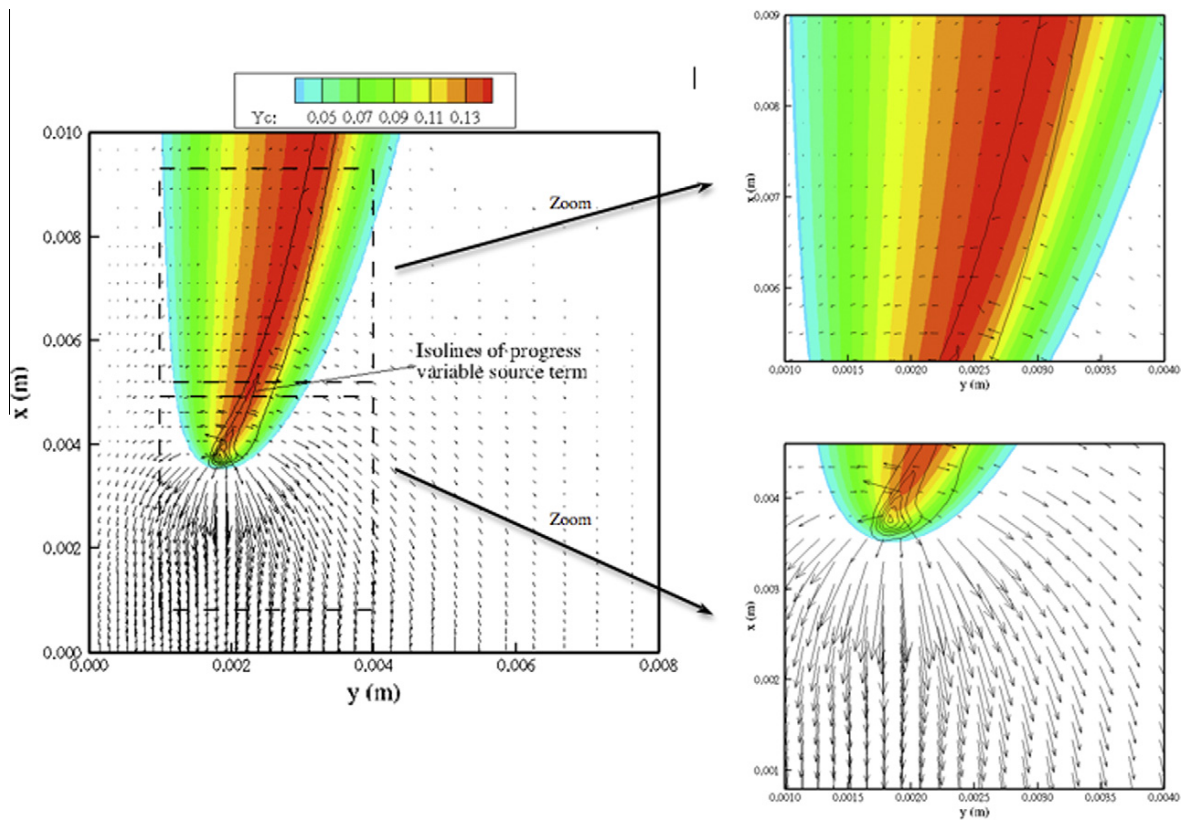 Yc: 0.05 0.07 0.09 0.11 0.13
0.010
0.008
0.006
0.004
0.002
0.000
0.000 0.002 0.004 0.006 0.008
x (m)
y (m)
Isolines of progress
variable source term
Zoom
Zoom
0.009
0.008
0.007
0.006
x (m)
0.0010 0.0015 0.0020 0.0025 0.0030 0.0035 0.0040
y (m)
0.004
0.003
0.002
0.001
x (m)
0.0010 0.0015 0.0020 0.0025 0.0030 0.0035 0.0040
y (m)